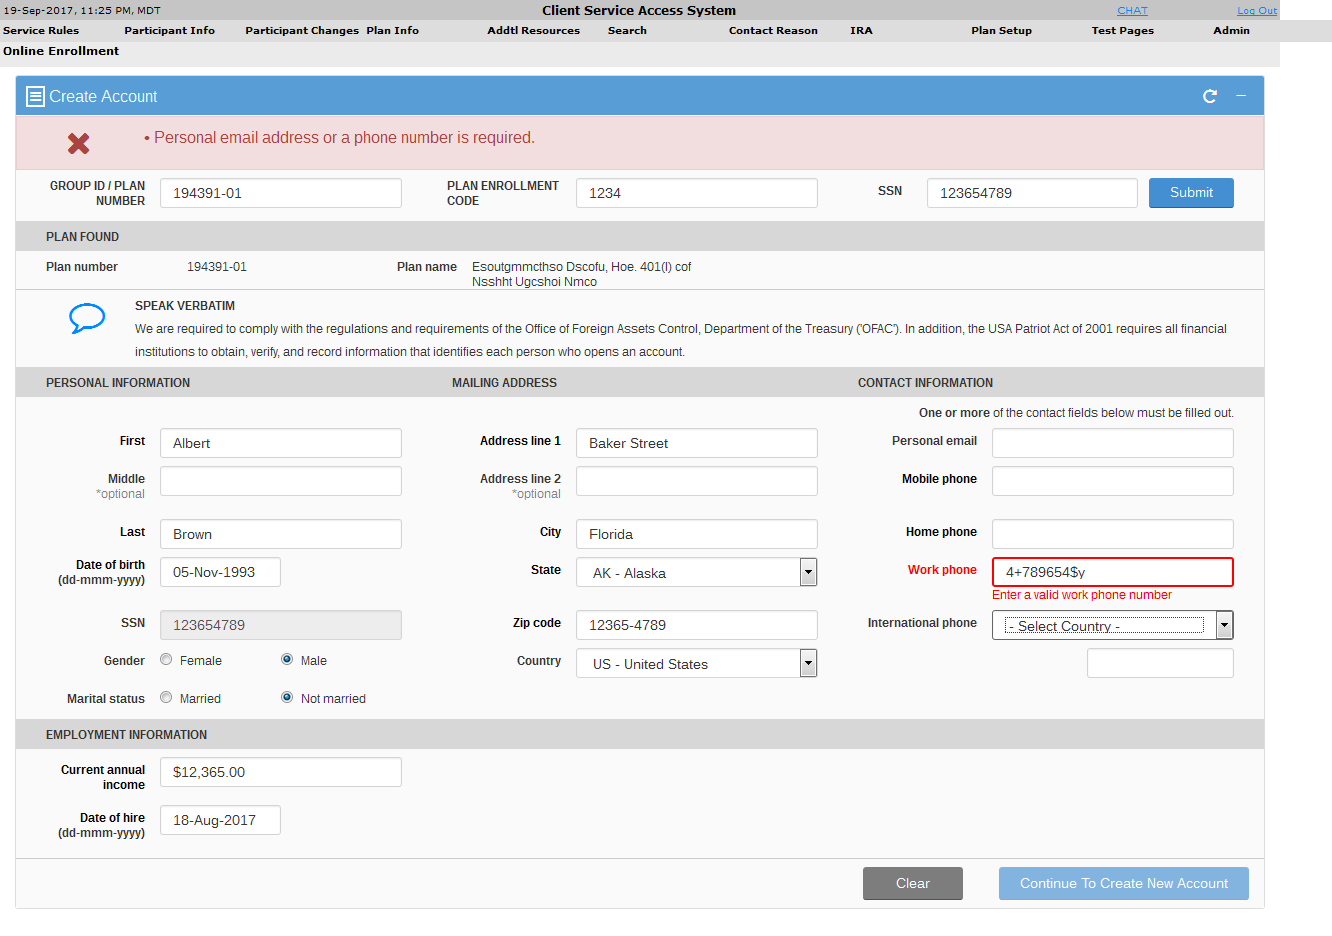 19-Sep-2017, 11:25 PM, MDT Client Service Access System CHAT Log Out
Service Rules Participant Info Participant Changes Plan Info Addtl Resources Search Contact Reason IRA Plan Setup Test Pages Admin
Online Enrollment
Create Account
• Personal email address or a phone number is required.
GROUP ID / PLAN NUMBER 194391-01 PLAN ENROLLMENT CODE 1234 SSN 123654789 Submit
PLAN FOUND
Plan number 194391-01 Plan name Esoutgmmcthso Dscofu, Hoe. 401(l) cof
Nsshht Ugcshoi Nmco
SPEAK VERBATIM
We are required to comply with the regulations and requirements of the Office of Foreign Assets Control, Department of the Treasury ('OFAC'). In addition, the USA Patriot Act of 2001 requires all financial
institutions to obtain, verify, and record information that identifies each person who opens an account.
PERSONAL INFORMATION MAILING ADDRESS CONTACT INFORMATION
One or more of the contact fields below must be filled out.
First Albert Address line 1 Baker Street Personal email
Middle Address line 2 Mobile phone
*optional *optional
Last Brown City Florida Home phone
Date of birth 05-Nov-1993 State AK - Alaska Work phone 4+789654$y
(dd-mmm-yyyy)
Enter a valid work phone number
SSN 123654789 Zip code 12365-4789 International phone - Select Country -
Gender Female Male Country US - United States
Marital status Married Not married
EMPLOYMENT INFORMATION
Current annual $12,365.00
income
Date of hire 18-Aug-2017
(dd-mmm-yyyy)
Clear Continue To Create New Account